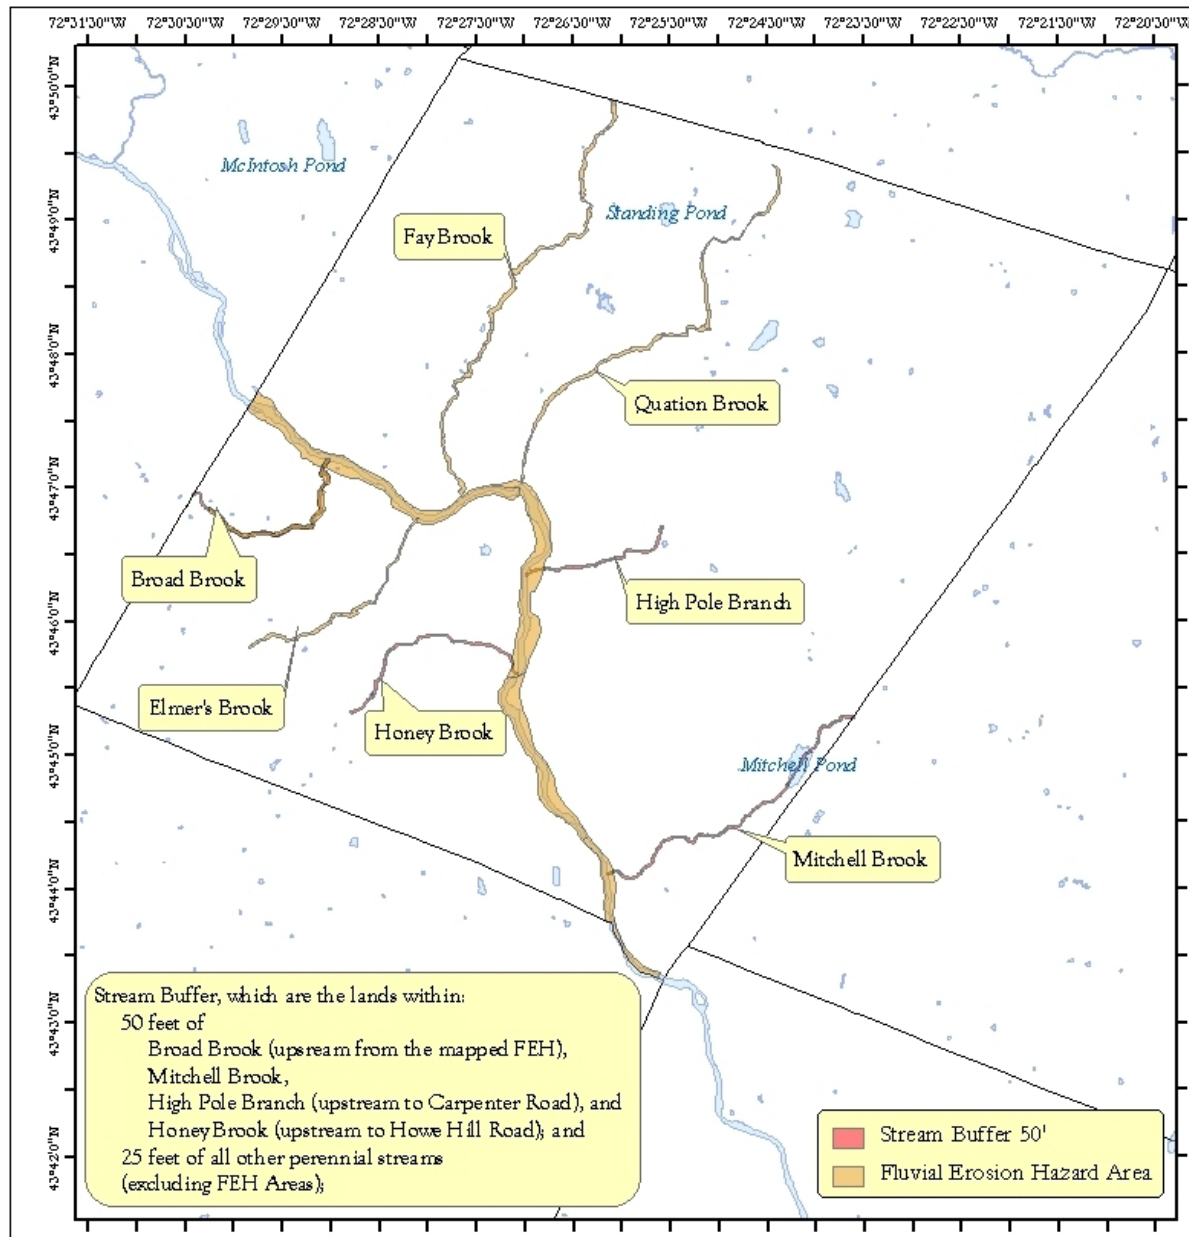 72°31'30"W 72°30'30"W 72°29'30"W 72°28'30"W 72°27'30"W 72°26'30"W 72°25'30"W 72°24'30"W 72°23'30"W 72°22'30"W 72°21'30"W 72°20'30"W
43°50'0"N
McIntosh Pond
43°49'0"N
Standing Pond
Fay Brook
43°48'0"N
Quation Brook
43°47'0"N
Broad Brook
High Pole Branch
43°46'0"N
Elmer's Brook
Honey Brook
43°45'0"N
Mitchell Pond
Mitchell Brook
43°44'0"N
43°43'0"N
43°42'0"N
Stream Buffer, which are the lands within:
50 feet of
Broad Brook (upsream from the mapped FEH),
Mitchell Brook,
High Pole Branch (upstream to Carpenter Road), and
Honey Brook (upstream to Howe Hill Road); and
25 feet of all other perennial streams
(excluding FEH Areas);
Stream Buffer 50'
Fluvial Erosion Hazard Area